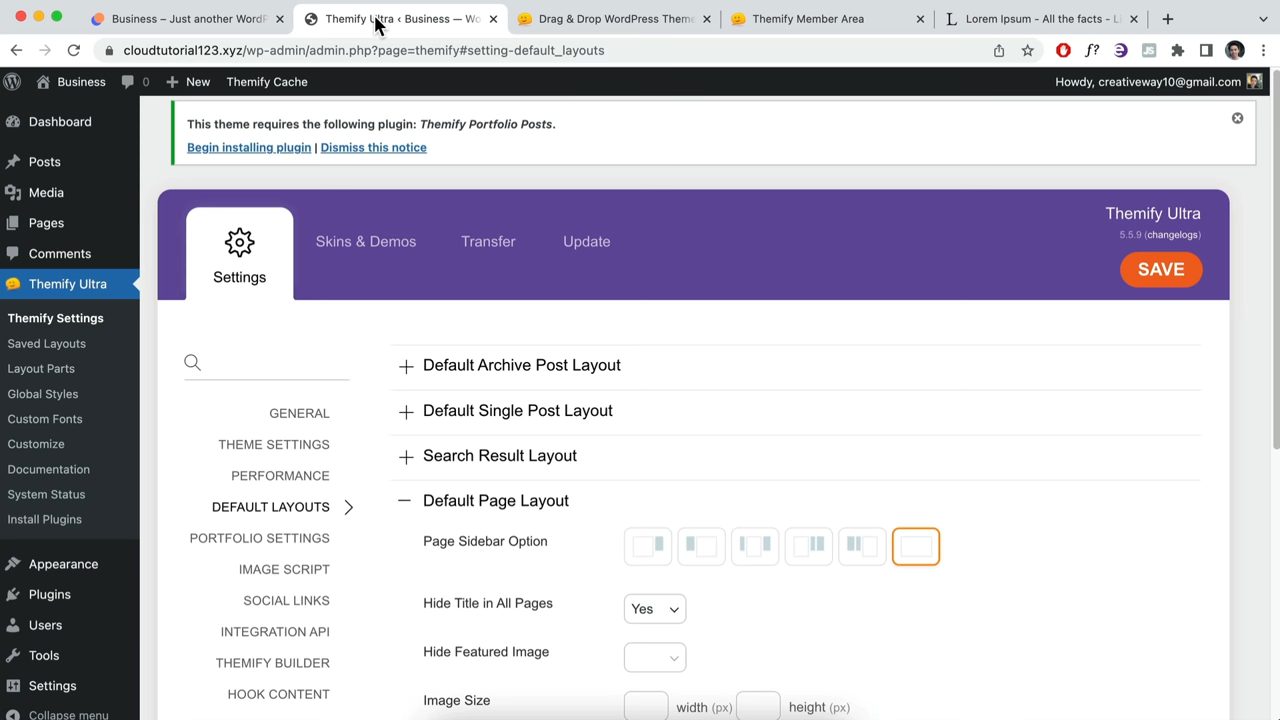 Business – Just another WordP
Themify Ultra ‹ Business — Wo
Drag & Drop WordPress Theme
Themify Member Area
Lorem Ipsum - All the facts - Li
cloudtutorial123.xyz/wp-admin/admin.php?page=themify#setting-default_layouts
Business
0
New
Themify Cache
Howdy, creativeway10@gmail.com
Dashboard
Posts
Media
Pages
Comments
Themify Ultra
Themify Settings
Saved Layouts
Layout Parts
Global Styles
Custom Fonts
Customize
Documentation
System Status
Install Plugins
Appearance
Plugins
Users
Tools
Settings
Collapse menu
This theme requires the following plugin: Themify Portfolio Posts.
Begin installing plugin | Dismiss this notice
Settings
Skins & Demos
Transfer
Update
Themify Ultra
5.5.9 (changelogs)
SAVE
GENERAL
THEME SETTINGS
PERFORMANCE
DEFAULT LAYOUTS
PORTFOLIO SETTINGS
IMAGE SCRIPT
SOCIAL LINKS
INTEGRATION API
THEMIFY BUILDER
HOOK CONTENT
Default Archive Post Layout
Default Single Post Layout
Search Result Layout
Default Page Layout
Page Sidebar Option
Hide Title in All Pages
Yes
Hide Featured Image
Image Size
width (px)
height (px)